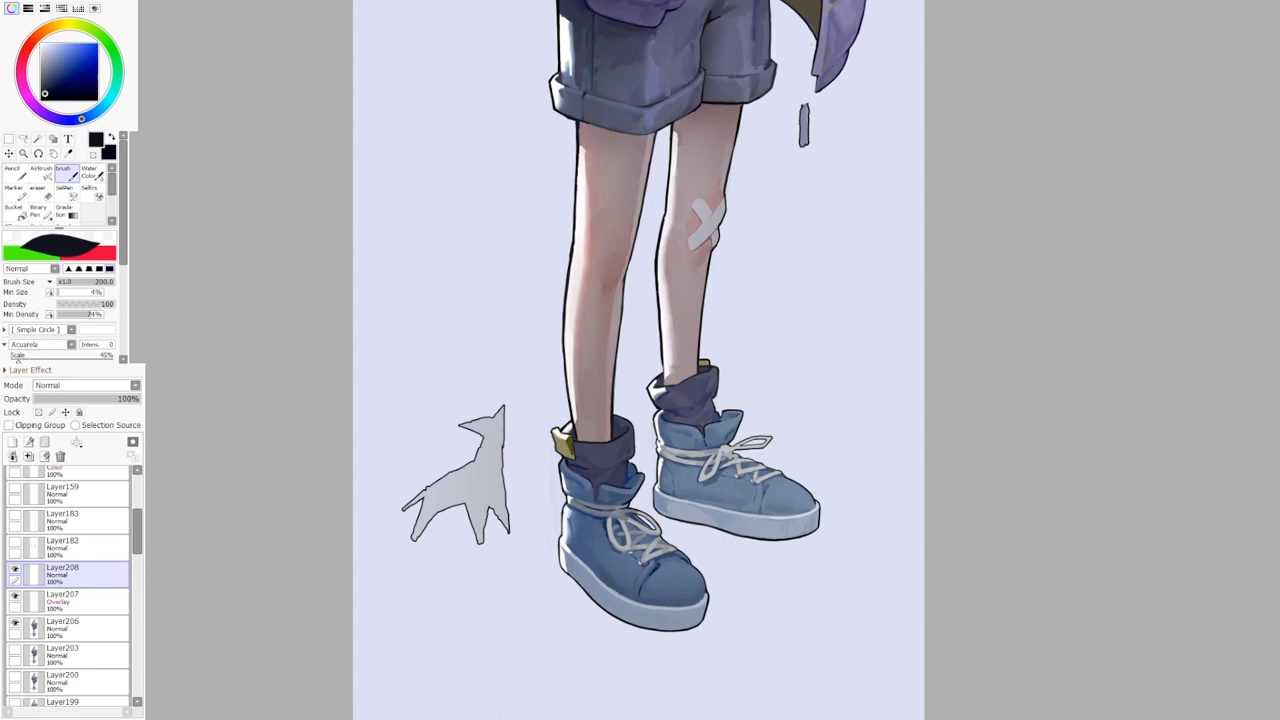 T
Pencil
AirBrush
brush
Water
Color
Marker
eraser
SelPen
SelErs
Bucket
Binary
Pen
Grada-
tion
Normal
Brush Size
x1.0
200.0
Min Size
4%
Density
100
Min Density
74%
[ Simple Circle ]
Acuarela
Intens.
0
Scale
45%
Layer Effect
Mode
Normal
Opacity
100%
Lock
Clipping Group
Selection Source
Color
100%
Layer159
Normal
100%
Layer183
Normal
100%
Layer182
Normal
100%
Layer208
Normal
100%
Layer207
Overlay
100%
Layer206
Normal
100%
Layer203
Normal
100%
Layer200
Normal
100%
Layer199